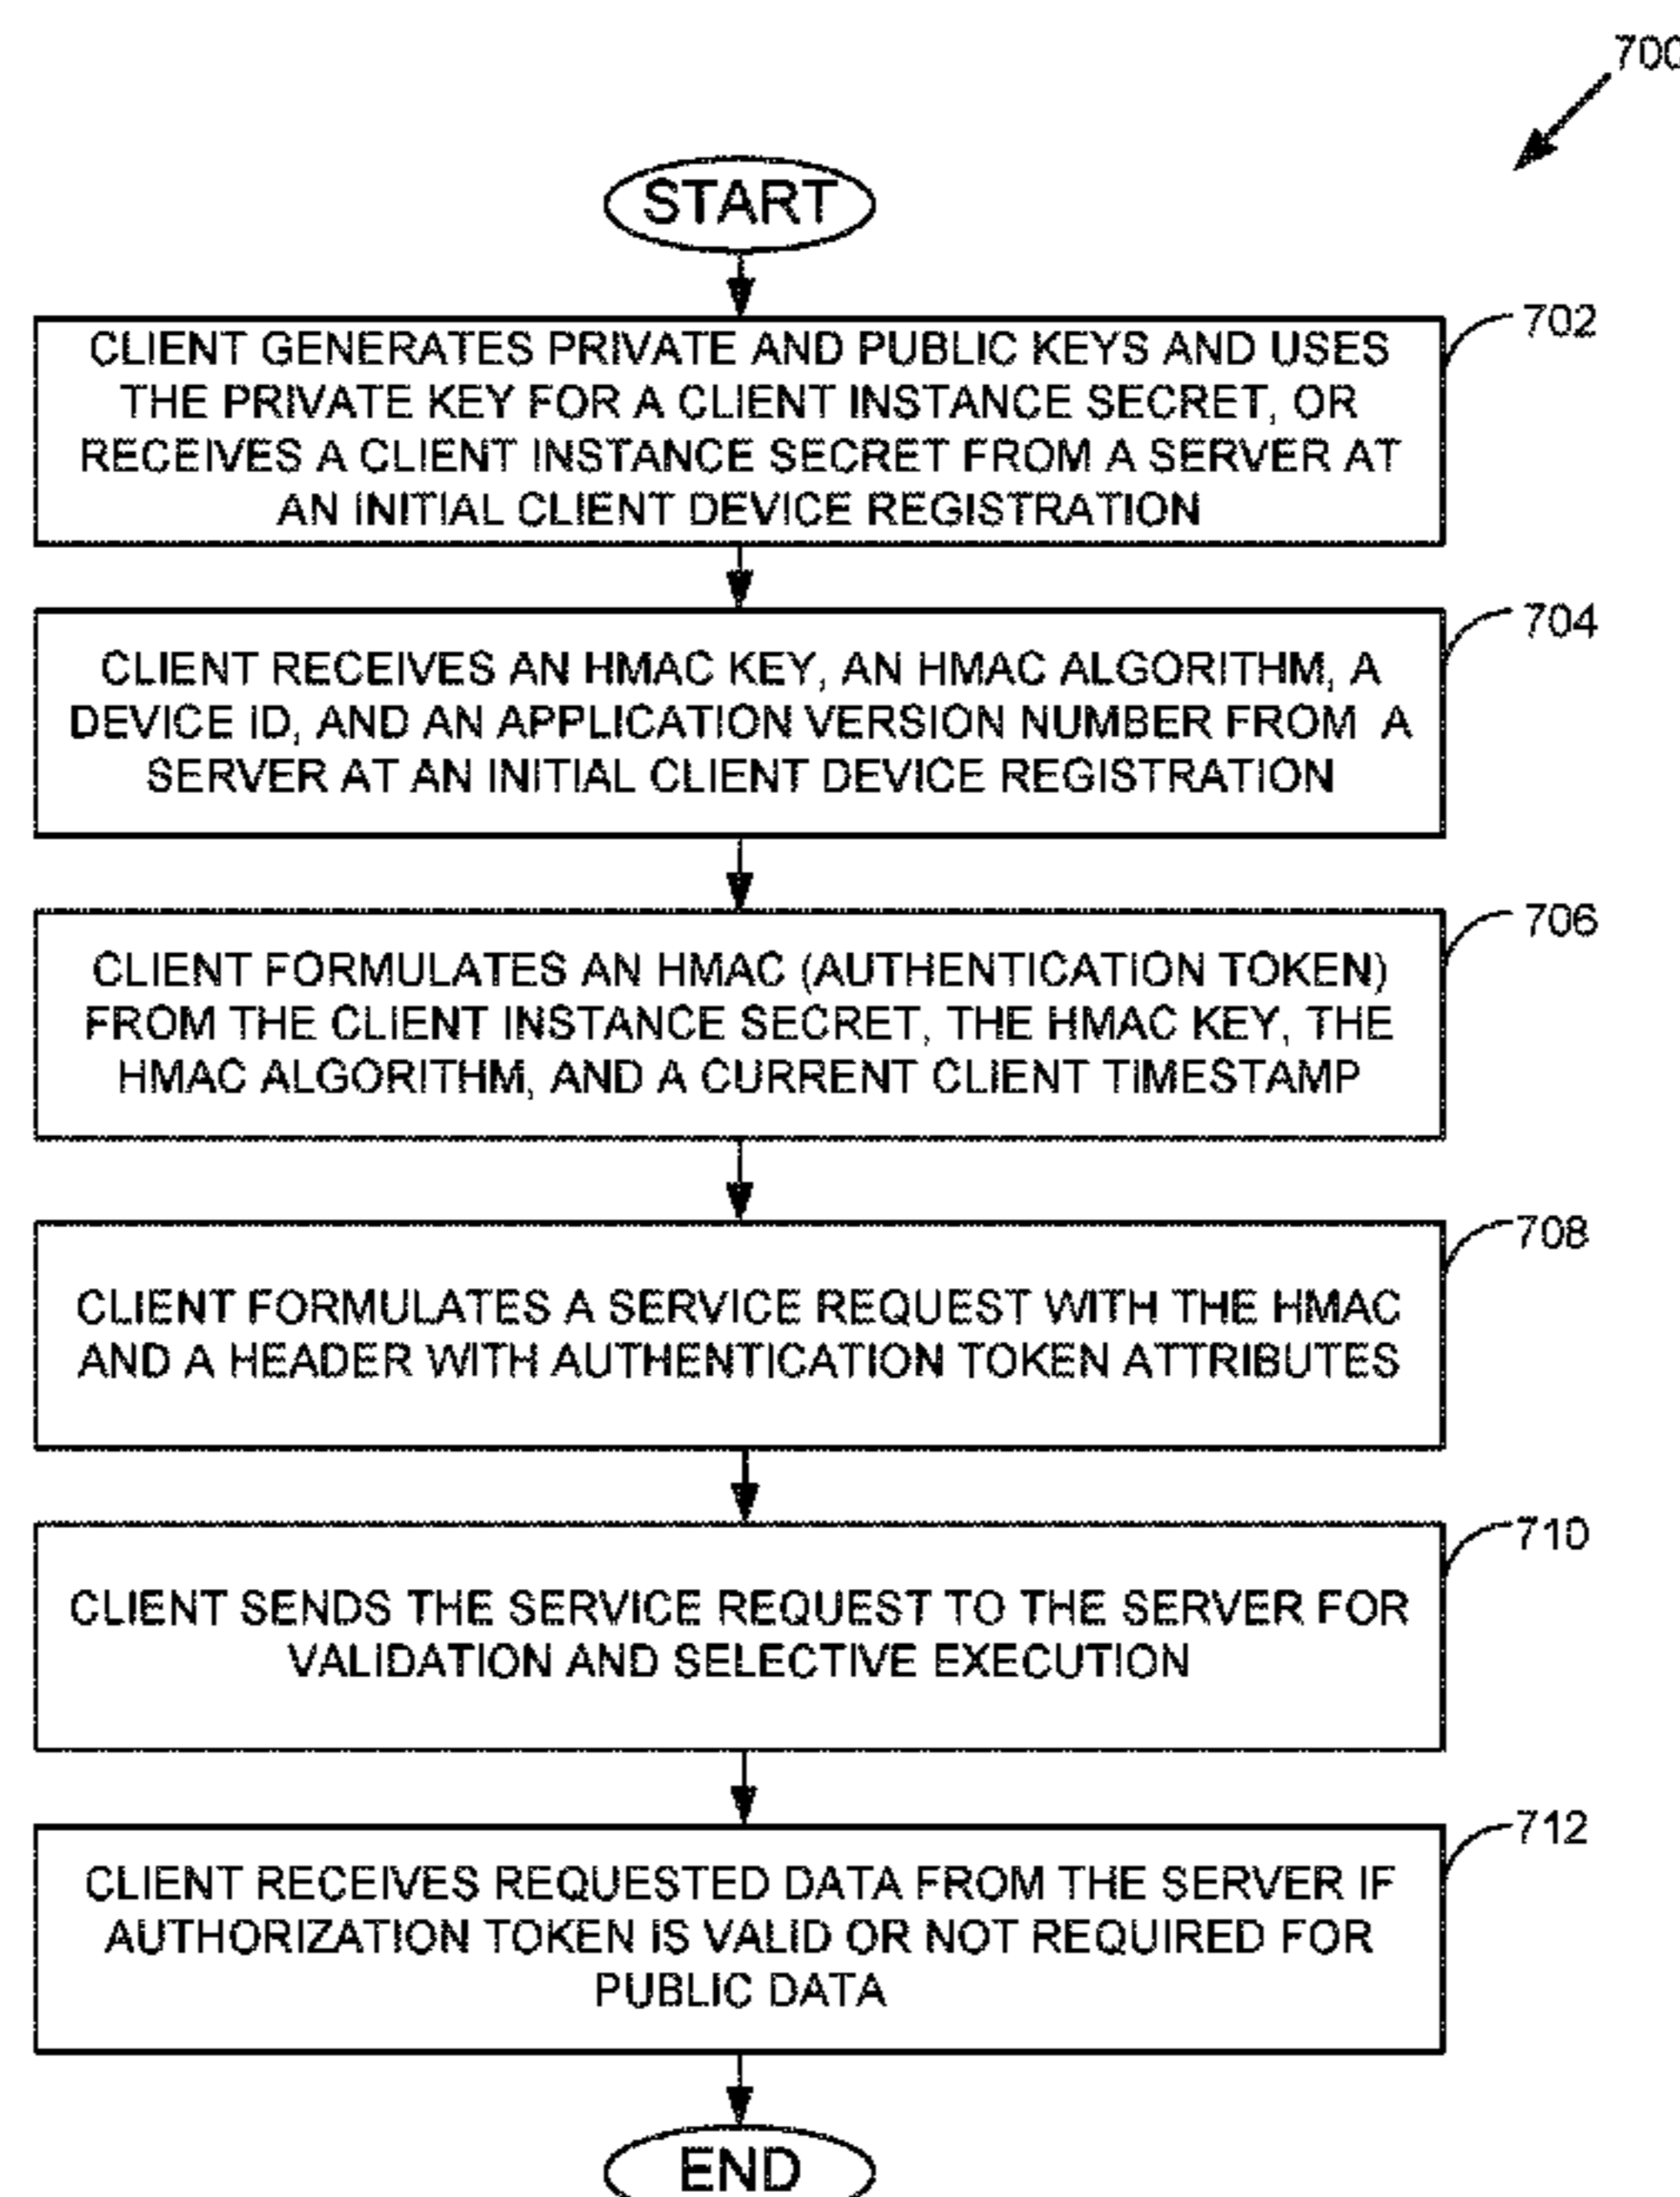 700
START
702
CLIENT GENERATES PRIVATE AND PUBLIC KEYS AND USES
THE PRIVATE KEY FOR A CLIENT INSTANCE SECRET, OR
RECEIVES A CLIENT INSTANCE SECRET FROM A SERVER AT
AN INITIAL CLIENT DEVICE REGISTRATION
704
CLIENT RECEIVES AN HMAC KEY, AN HMAC ALGORITHM, A
DEVICE ID, AND AN APPLICATION VERSION NUMBER FROM A
SERVER AT AN INITIAL CLIENT DEVICE REGISTRATION
706
CLIENT FORMULATES AN HMAC (AUTHENTICATION TOKEN)
FROM THE CLIENT INSTANCE SECRET, THE HMAC KEY, THE
HMAC ALGORITHM, AND A CURRENT CLIENT TIMESTAMP
708
CLIENT FORMULATES A SERVICE REQUEST WITH THE HMAC
AND A HEADER WITH AUTHENTICATION TOKEN ATTRIBUTES
710
CLIENT SENDS THE SERVICE REQUEST TO THE SERVER FOR
VALIDATION AND SELECTIVE EXECUTION
712
CLIENT RECEIVES REQUESTED DATA FROM THE SERVER IF
AUTHORIZATION TOKEN IS VALID OR NOT REQUIRED FOR
PUBLIC DATA
END